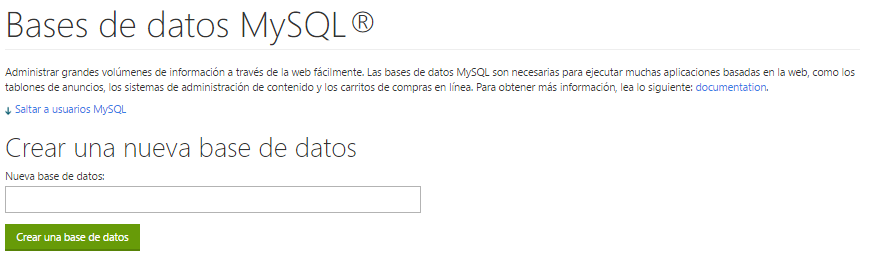 Bases de datos MySQL®
Administrar grandes volúmenes de información a través de la web fácilmente. Las bases de datos MySQL son necesarias para ejecutar muchas aplicaciones basadas en la web, como los
tablones de anuncios, los sistemas de administración de contenido y los carritos de compras en línea. Para obtener más información, lea lo siguiente: documentation.
Saltar a usuarios MySQL
Crear una nueva base de datos
Nueva base de datos:
Crear una base de datos